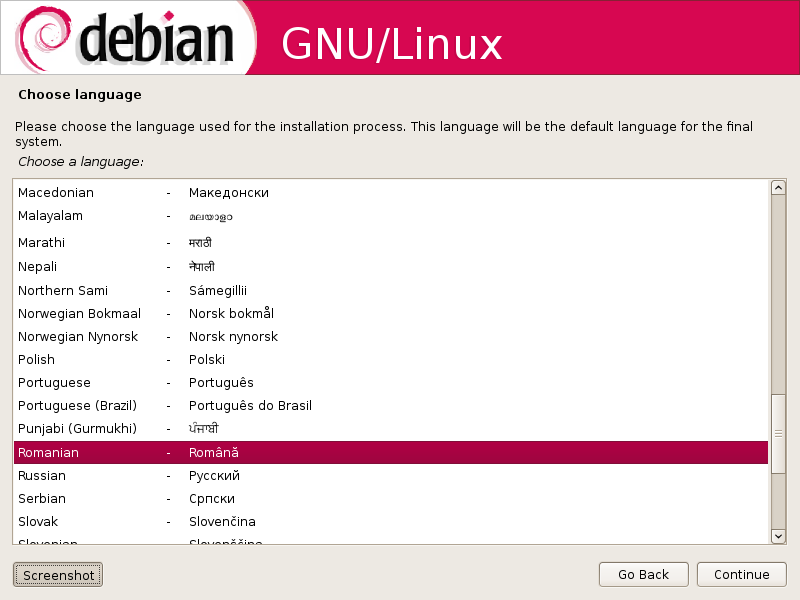 debian GNU/Linux
Choose language
Please choose the language used for the installation process. This language will be the default language for the final
system.
Choose a language:
Macedonian - Македонски
Malayalam - മലയാളം
Marathi - मराठी
Nepali - नेपाली
Northern Sami - Sámegillii
Norwegian Bokmaal - Norsk bokmål
Norwegian Nynorsk - Norsk nynorsk
Polish - Polski
Portuguese - Português
Portuguese (Brazil) - Português do Brasil
Punjabi (Gurmukhi) - ਪੰਜਾਬੀ
Romanian - Română
Russian - Русский
Serbian - Српски
Slovak - Slovenčina
Slovenian - Slovenščina
Screenshot Go Back Continue